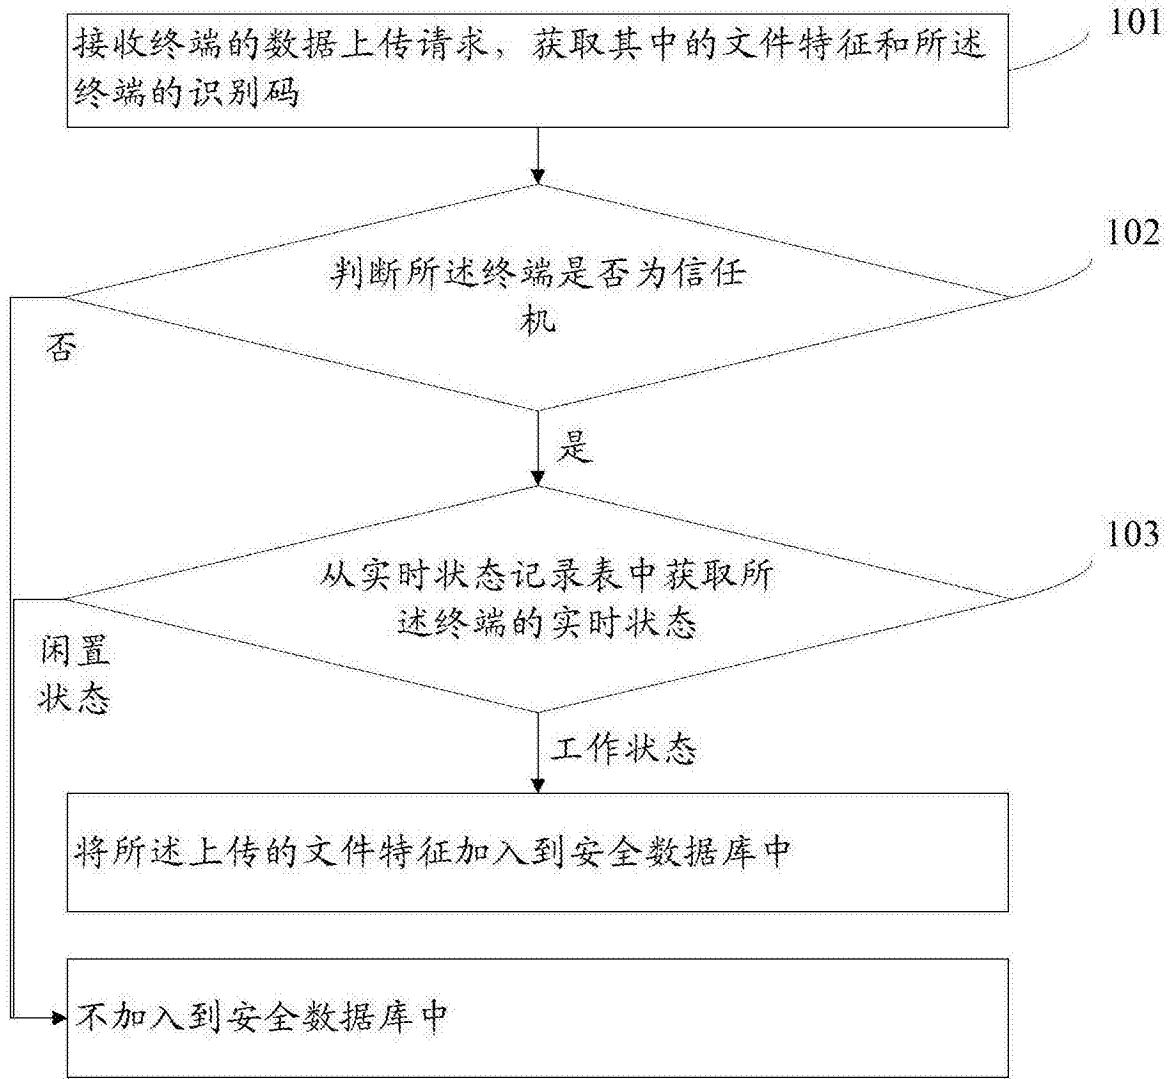 101
接收终端的数据上传请求，获取其中的文件特征和所述
终端的识别码
102
判断所述终端是否为信任
机
否
是
103
从实时状态记录表中获取所
述终端的实时状态
闲置
状态
工作状态
将所述上传的文件特征加入到安全数据库中
不加入到安全数据库中